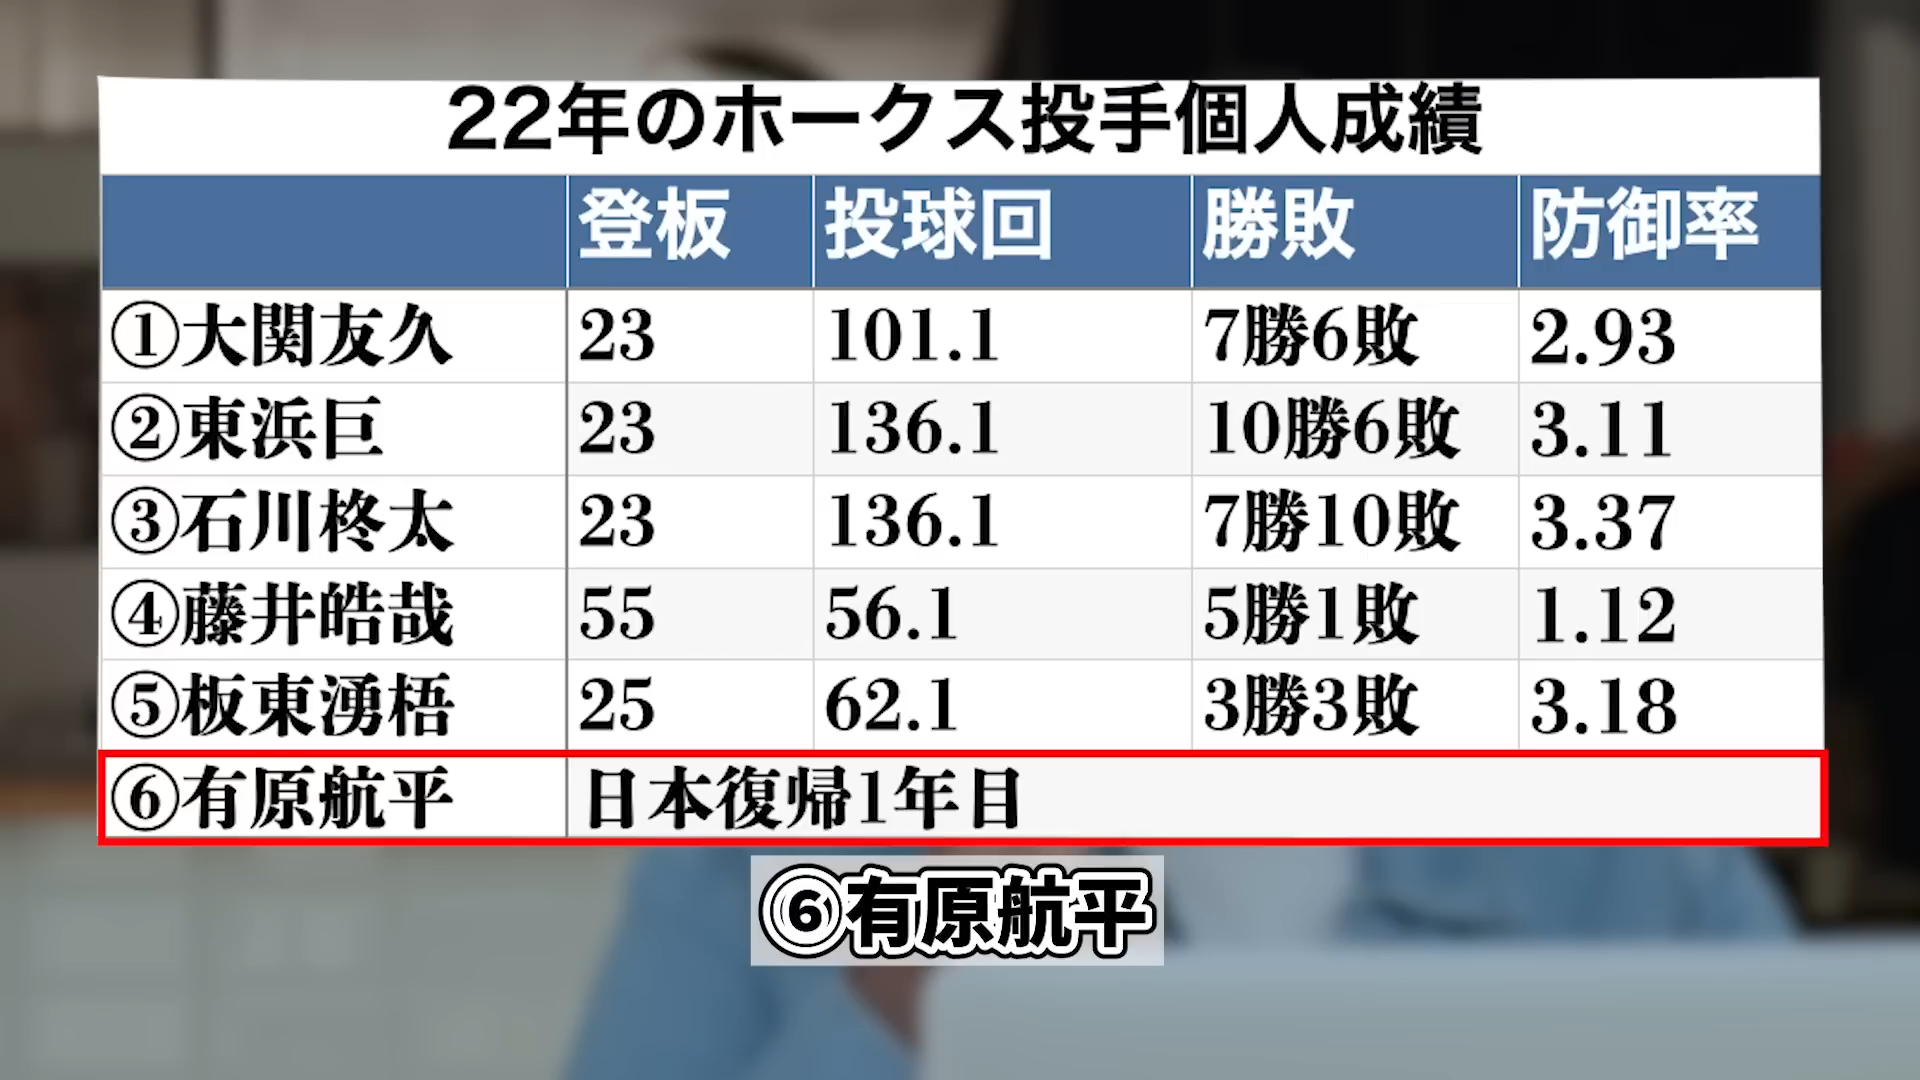 22年のホークス投手個人成績
登板 投球回 勝敗 防御率
①大関友久 23 101.1 7勝6敗 2.93
②東浜巨 23 136.1 10勝6敗 3.11
③石川柊太 23 136.1 7勝10敗 3.37
④藤井皓哉 55 56.1 5勝1敗 1.12
⑤板東湧梧 25 62.1 3勝3敗 3.18
⑥有原航平 日本復帰1年目
⑥有原航平